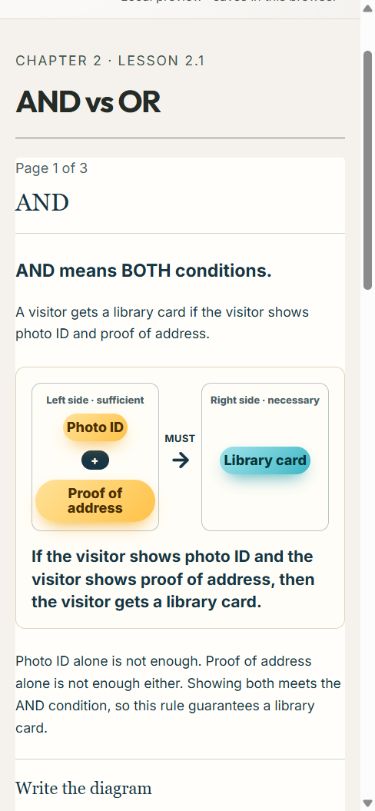 CHAPTER 2 · LESSON 2.1
AND vs OR
Page 1 of 3
AND
AND means BOTH conditions.
A visitor gets a library card if the visitor shows
photo ID and proof of address.
Left side · sufficient
Photo ID
+
Proof of
address
MUST
→
Right side · necessary
Library card
If the visitor shows photo ID and the
visitor shows proof of address, then
the visitor gets a library card.
Photo ID alone is not enough. Proof of address
alone is not enough either. Showing both meets the
AND condition, so this rule guarantees a library
card.
Write the diagram